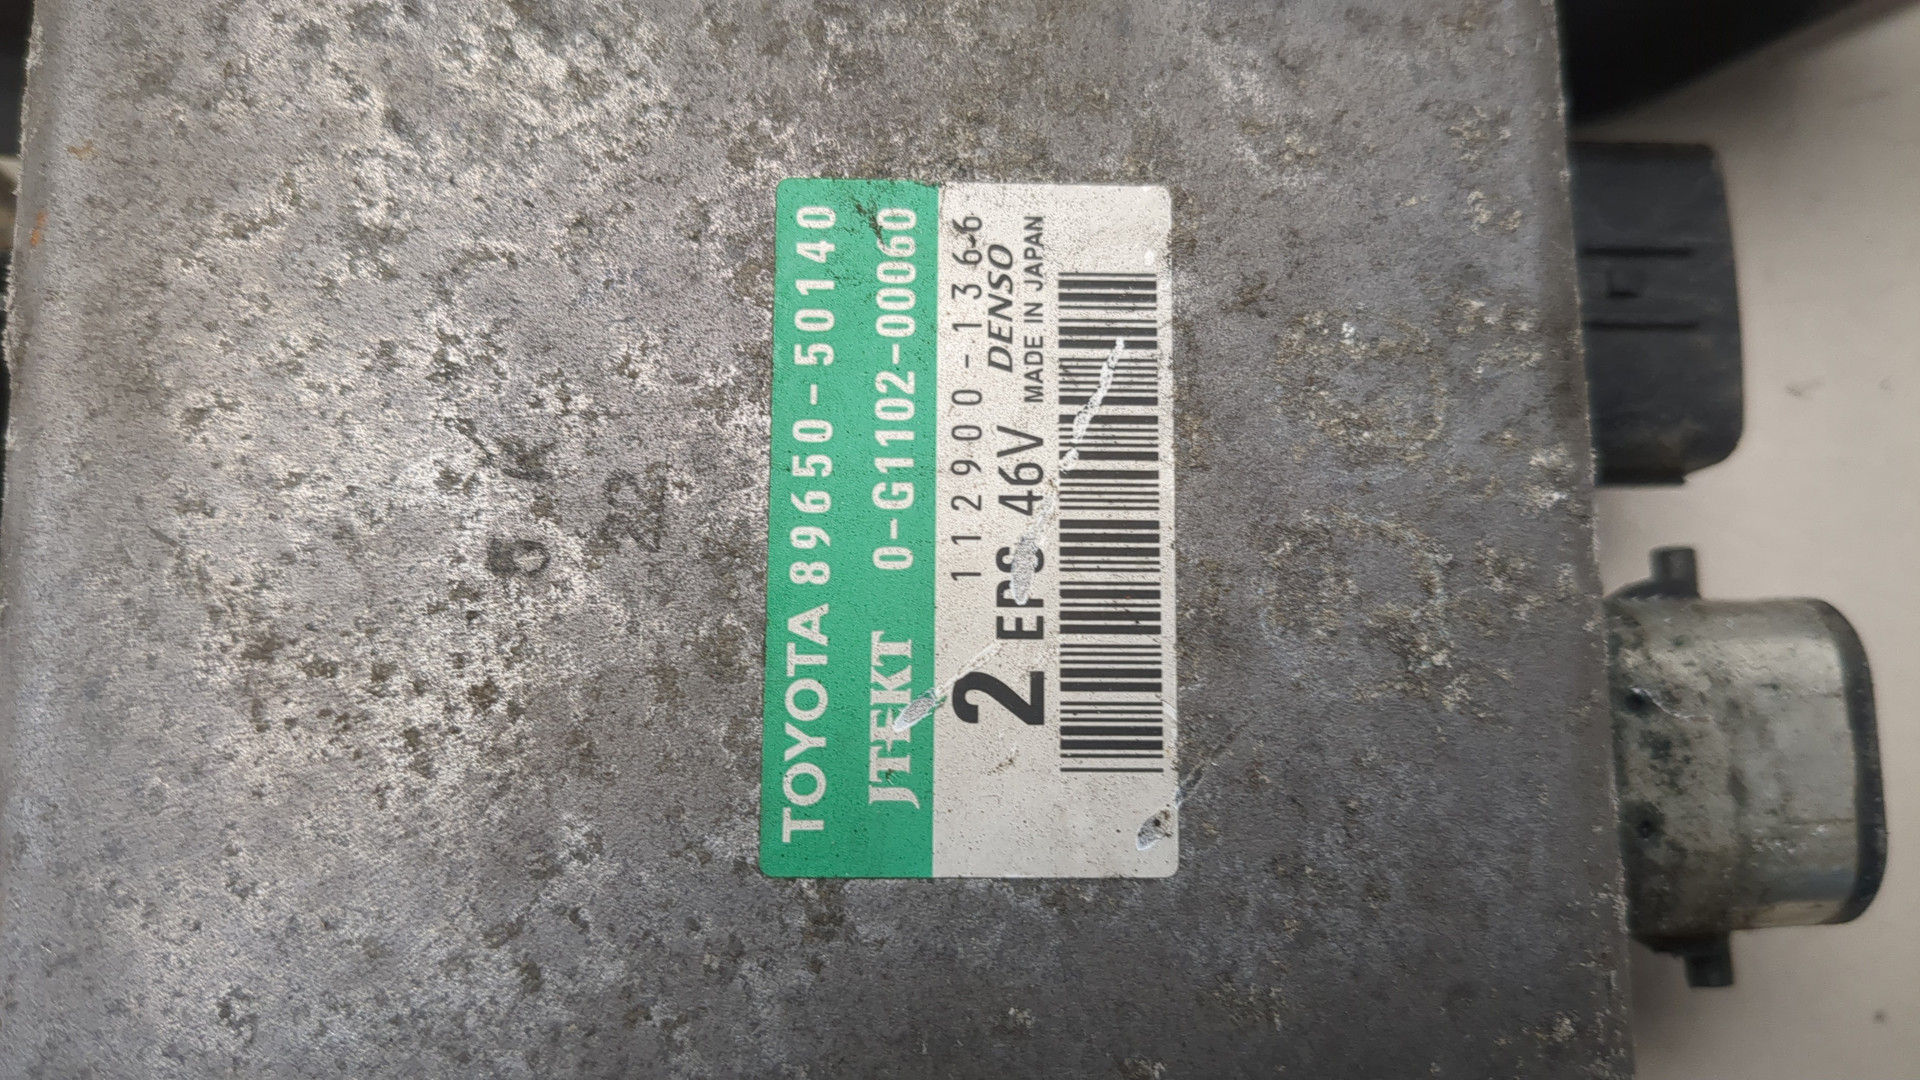 TOYOTA 89650-50140
JTEKT 0-G1102-00060
112900-1366
2 EPS 46V DENSO
MADE IN JAPAN